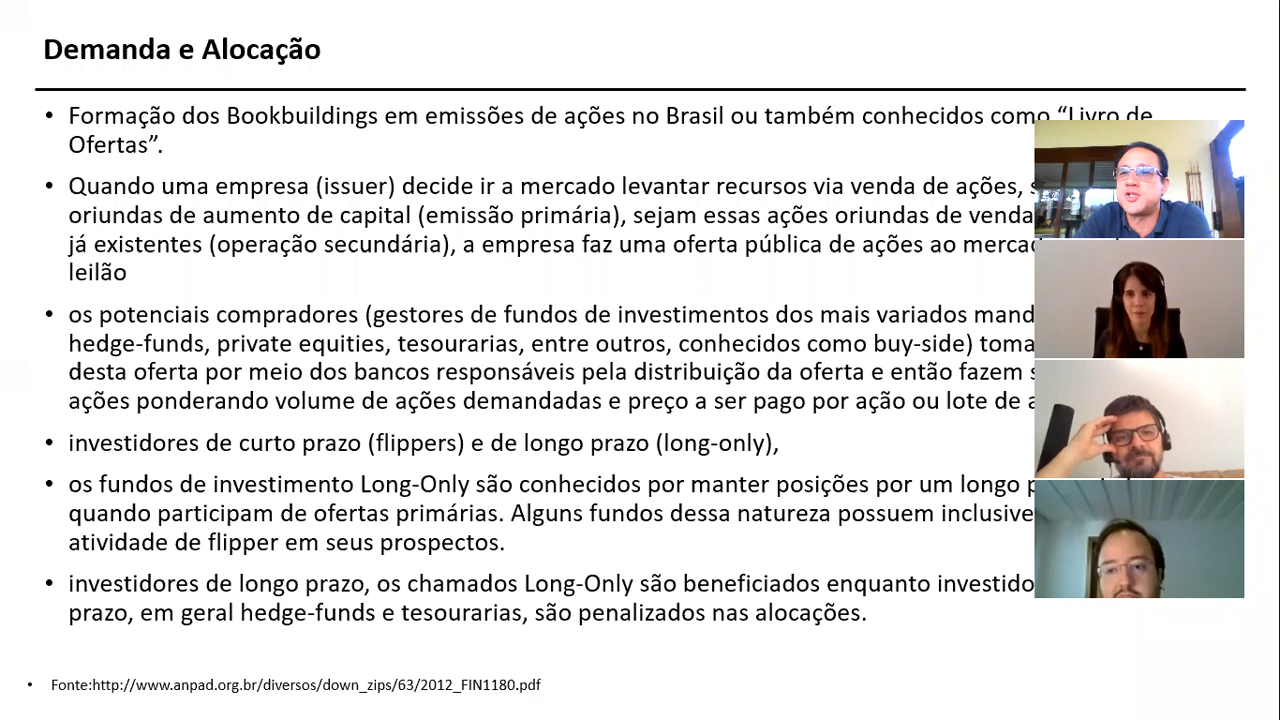 Demanda e Alocação
• Formação dos Bookbuildings em emissões de ações no Brasil ou também conhecidos como “Livro de
Ofertas”.
• Quando uma empresa (issuer) decide ir a mercado levantar recursos via venda de ações,
oriundas de aumento de capital (emissão primária), sejam essas ações oriundas de venda
já existentes (operação secundária), a empresa faz uma oferta pública de ações ao
leilão
• os potenciais compradores (gestores de fundos de investimentos dos mais variados
hedge-funds, private equities, tesourarias, entre outros, conhecidos como buy-side)
desta oferta por meio dos bancos responsáveis pela distribuição da oferta e então fazem
ações ponderando volume de ações demandadas e preço a ser pago por ação ou lote de
• investidores de curto prazo (flippers) e de longo prazo (long-only),
• os fundos de investimento Long-Only são conhecidos por manter posições por um longo
quando participam de ofertas primárias. Alguns fundos dessa natureza possuem inclusive
atividade de flipper em seus prospectos.
• investidores de longo prazo, os chamados Long-Only são beneficiados enquanto
prazo, em geral hedge-funds e tesourarias, são penalizados nas alocações.
• Fonte:http://www.anpad.org.br/diversos/down_zips/63/2012_FIN1180.pdf